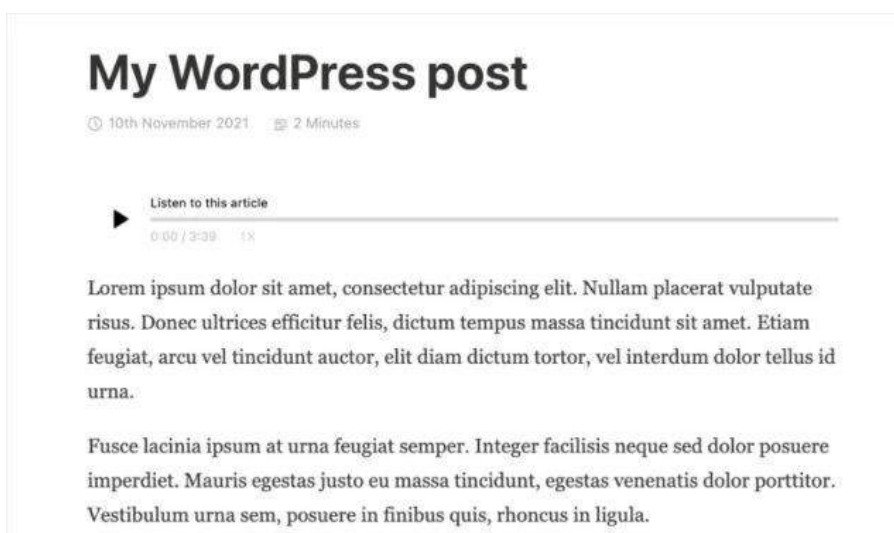 My WordPress post
10th November 2021 2 Minutes
Listen to this article
0:00 / 3:39 1X
Lorem ipsum dolor sit amet, consectetur adipiscing elit. Nullam placerat vulputate
risus. Donec ultrices efficitur felis, dictum tempus massa tincidunt sit amet. Etiam
feugiat, arcu vel tincidunt auctor, elit diam dictum tortor, vel interdum dolor tellus id
urna.
Fusce lacinia ipsum at urna feugiat semper. Integer facilisis neque sed dolor posuere
imperdiet. Mauris egestas justo eu massa tincidunt, egestas venenatis dolor porttitor.
Vestibulum urna sem, posuere in finibus quis, rhoncus in ligula.